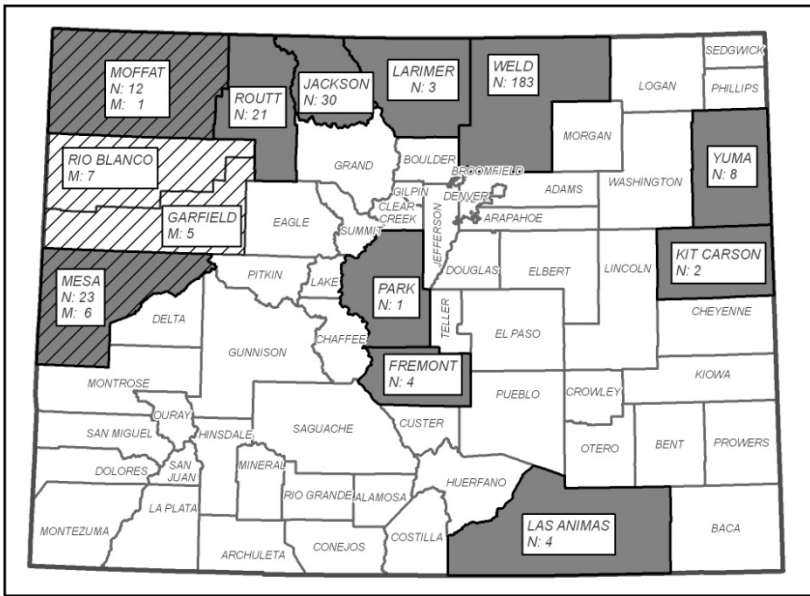 MOFFAT
N: 12
M: 1
ROUTT
N: 21
JACKSON
N: 30
LARIMER
N: 3
WELD
N: 183
LOGAN
SEDGWICK
PHILLIPS
MORGAN
YUMA
N: 8
WASHINGTON
RIO BLANCO
M: 7
GRAND
BOULDER
BROOMFIELD
GILPIN
DENVER
ADAMS
CLEAR
CREEK
ARAPAHOE
GARFIELD
M: 5
EAGLE
SUMMIT
JEFFERSON
MESA
N: 23
M: 6
PITKIN
LAKE
PARK
N: 1
DOUGLAS
ELBERT
LINCOLN
KIT CARSON
N: 2
DELTA
CHAFFEE
TELLER
EL PASO
CHEYENNE
GUNNISON
FREMONT
N: 4
MONTROSE
PUEBLO
CROWLEY
KIOWA
OURAY
SAN MIGUEL
HINSDALE
SAGUACHE
CUSTER
OTERO
BENT
PROWERS
DOLORES
SAN
JUAN
MINERAL
RIO GRANDE
ALAMOSA
HUERFANO
MONTEZUMA
LA PLATA
ARCHULETA
CONEJOS
COSTILLA
LAS ANIMAS
N: 4
BACA